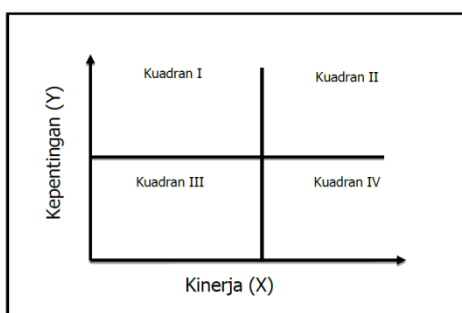 Kuadran I
Kuadran II
Kepentingan (Y)
Kuadran III
Kuadran IV
Kinerja (X)